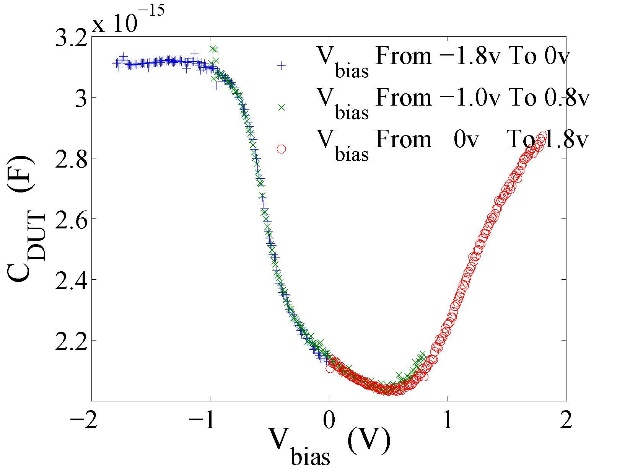 x 10−15
3.2
3
2.8
2.6
2.4
2.2
−2
−1
0
1
2
C_DUT (F)
V_bias (V)
+ V_bias From −1.8v To 0v
× V_bias From −1.0v To 0.8v
○ V_bias From 0v To 1.8v